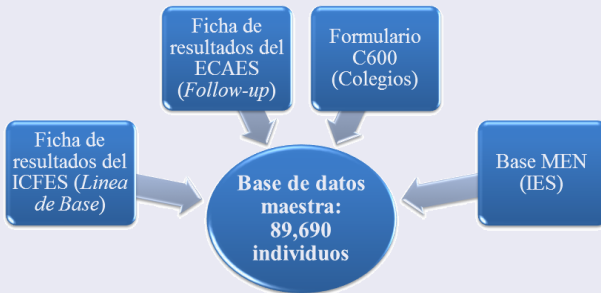 Ficha de
resultados del
ECAES
(Follow-up)
Formulario
C600
(Colegios)
Ficha de
resultados del
ICFES (Linea
de Base)
Base MEN
(IES)
Base de datos
maestra:
89,690
individuos